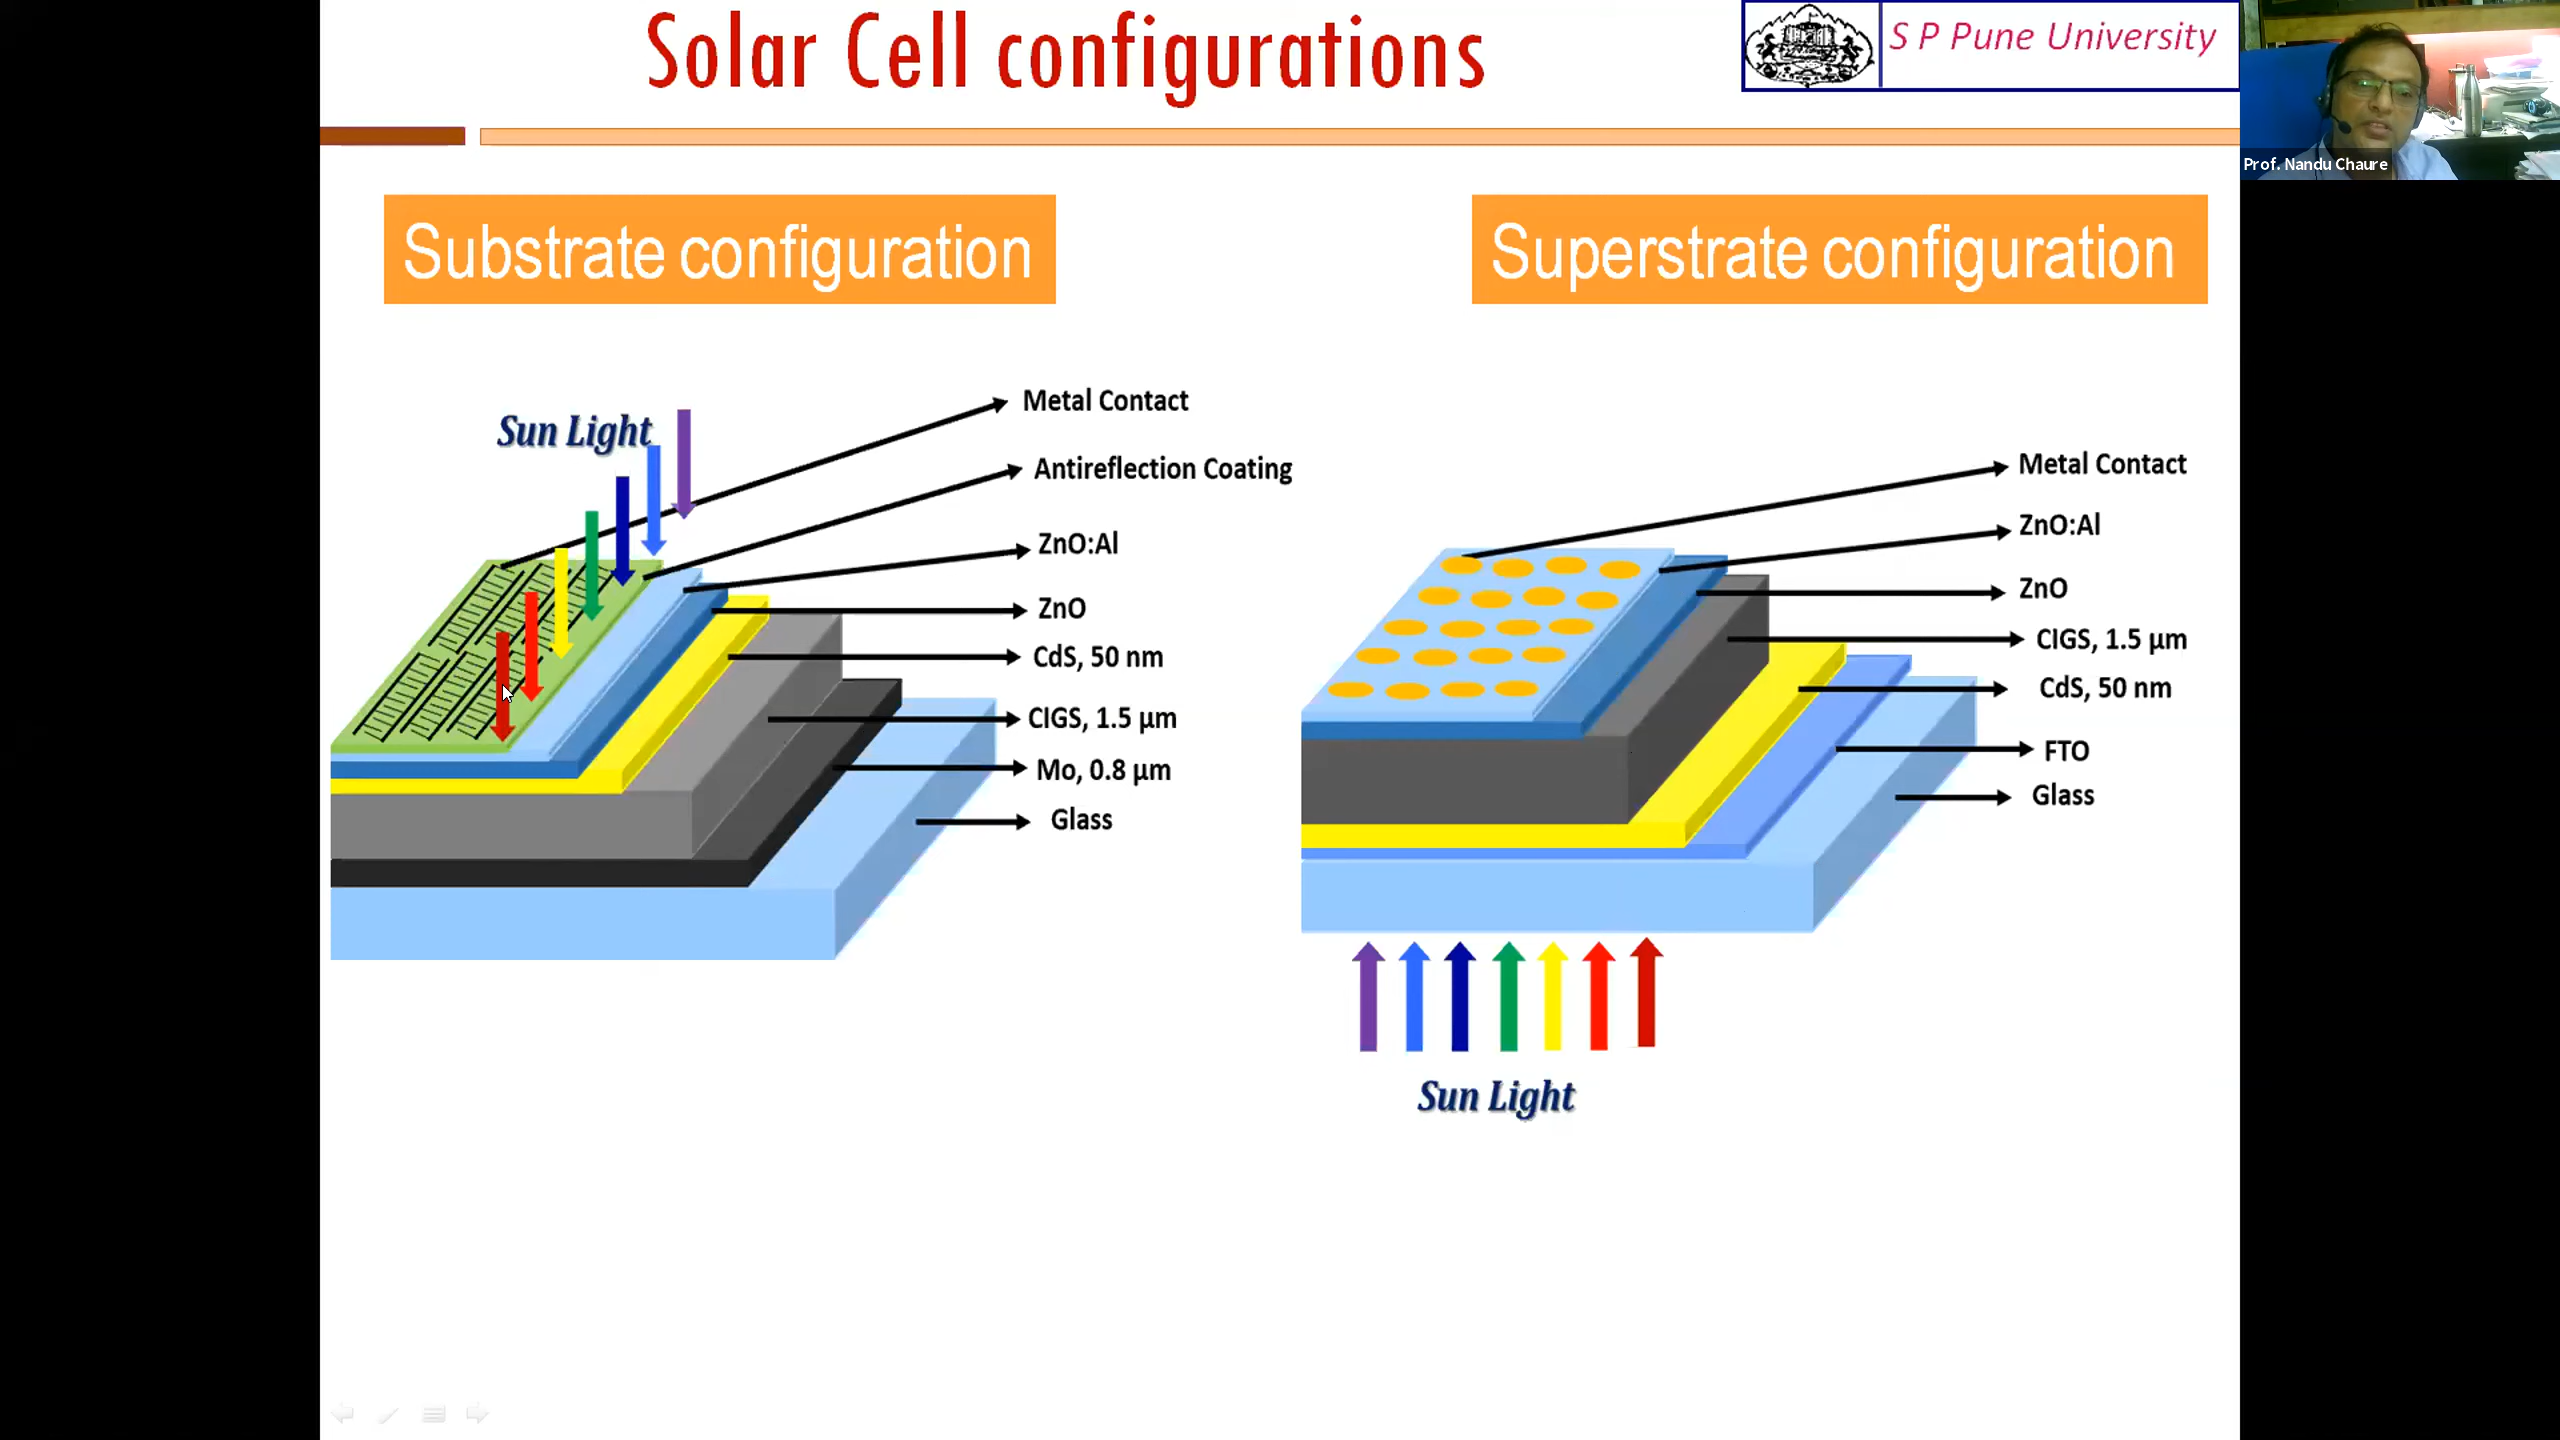 Solar Cell configurations
S P Pune University
Prof. Nandu Chaure
Substrate configuration
Superstrate configuration
Sun Light
Metal Contact
Antireflection Coating
ZnO:Al
ZnO
CdS, 50 nm
CIGS, 1.5 µm
Mo, 0.8 µm
Glass
Metal Contact
ZnO:Al
ZnO
CIGS, 1.5 µm
CdS, 50 nm
FTO
Glass
Sun Light